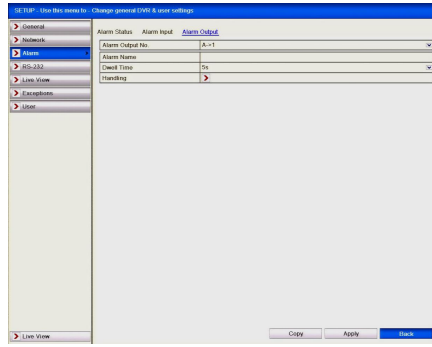 SETUP - Use this menu to - Change general DVR & user settings
General
Network
Alarm
RS-232
Live View
Exceptions
User
Alarm Status Alarm Input Alarm Output
Alarm Output No. A->1
Alarm Name
Dwell Time 5s
Handling
Live View
Copy Apply Back